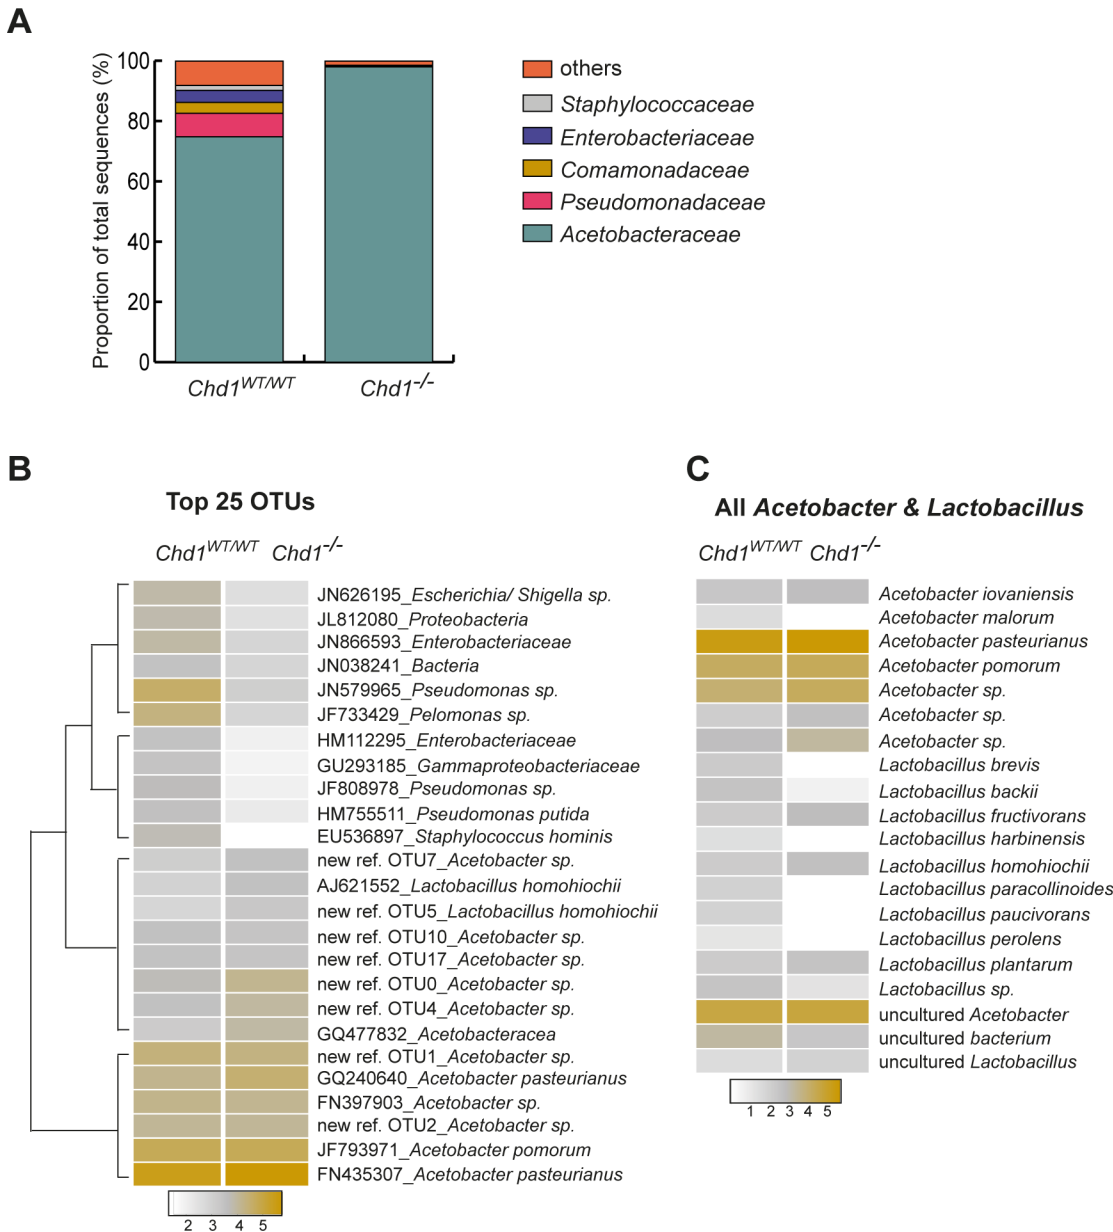 A
Proportion of total sequences (%)
100
80
60
40
20
0
Chd1WT/WT
Chd1-/-
others
Staphylococcaceae
Enterobacteriaceae
Comamonadaceae
Pseudomonadaceae
Acetobacteraceae
B
Top 25 OTUs
Chd1WT/WT Chd1-/-
JN626195_Escherichia/ Shigella sp.
JL812080_Proteobacteria
JN866593_Enterobacteriaceae
JN038241_Bacteria
JN579965_Pseudomonas sp.
JF733429_Pelomonas sp.
HM112295_Enterobacteriaceae
GU293185_Gammaproteobacteriaceae
JF808978_Pseudomonas sp.
HM755511_Pseudomonas putida
EU536897_Staphylococcus hominis
new ref. OTU7_Acetobacter sp.
AJ621552_Lactobacillus homohiochii
new ref. OTU5_Lactobacillus homohiochii
new ref. OTU10_Acetobacter sp.
new ref. OTU17_Acetobacter sp.
new ref. OTU0_Acetobacter sp.
new ref. OTU4_Acetobacter sp.
GQ477832_Acetobacteracea
new ref. OTU1_Acetobacter sp.
GQ240640_Acetobacter pasteurianus
FN397903_Acetobacter sp.
new ref. OTU2_Acetobacter sp.
JF793971_Acetobacter pomorum
FN435307_Acetobacter pasteurianus
2 3 4 5
C
All Acetobacter & Lactobacillus
Chd1WT/WT Chd1-/-
Acetobacter iovaniensis
Acetobacter malorum
Acetobacter pasteurianus
Acetobacter pomorum
Acetobacter sp.
Acetobacter sp.
Acetobacter sp.
Lactobacillus brevis
Lactobacillus backii
Lactobacillus fructivorans
Lactobacillus harbinensis
Lactobacillus homohiochii
Lactobacillus paracollinoides
Lactobacillus paucivorans
Lactobacillus perolens
Lactobacillus plantarum
Lactobacillus sp.
uncultured Acetobacter
uncultured bacterium
uncultured Lactobacillus
1 2 3 4 5